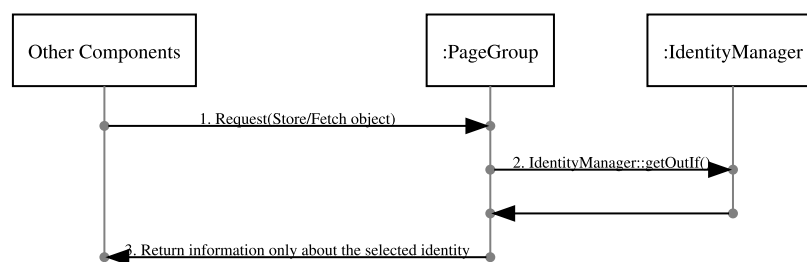 Other Components
:PageGroup
:IdentityManager
1. Request(Store/Fetch object)
2. IdentityManager::getOutIf()
3. Return information only about the selected identity